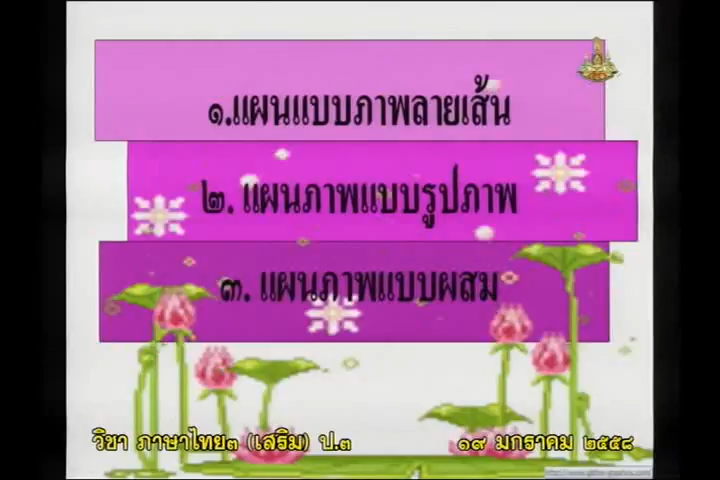 ๑.แผนแบบภาพลายเส้น
๒. แผนภาพแบบรูปภาพ
๓. แผนภาพแบบผสม
วิขา ภาษาไทย๓ (เสริม) ป.๓
๑๙ มกราคม ๒๕๕๘